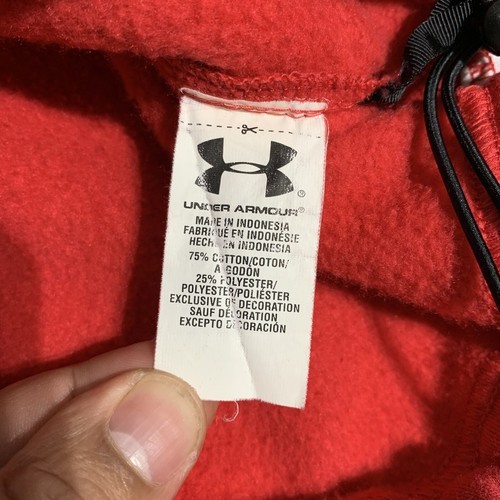 UNDER ARMOUR®
MADE IN INDONESIA
FABRIQUÉ EN INDONÉSIE
HECHO EN INDONESIA
75% COTTON/COTON/
ALGODÓN
25% POLYESTER/
POLYESTER/POLIÉSTER
EXCLUSIVE OF DECORATION
SAUF DÉCORATION
EXCEPTO DECORACIÓN